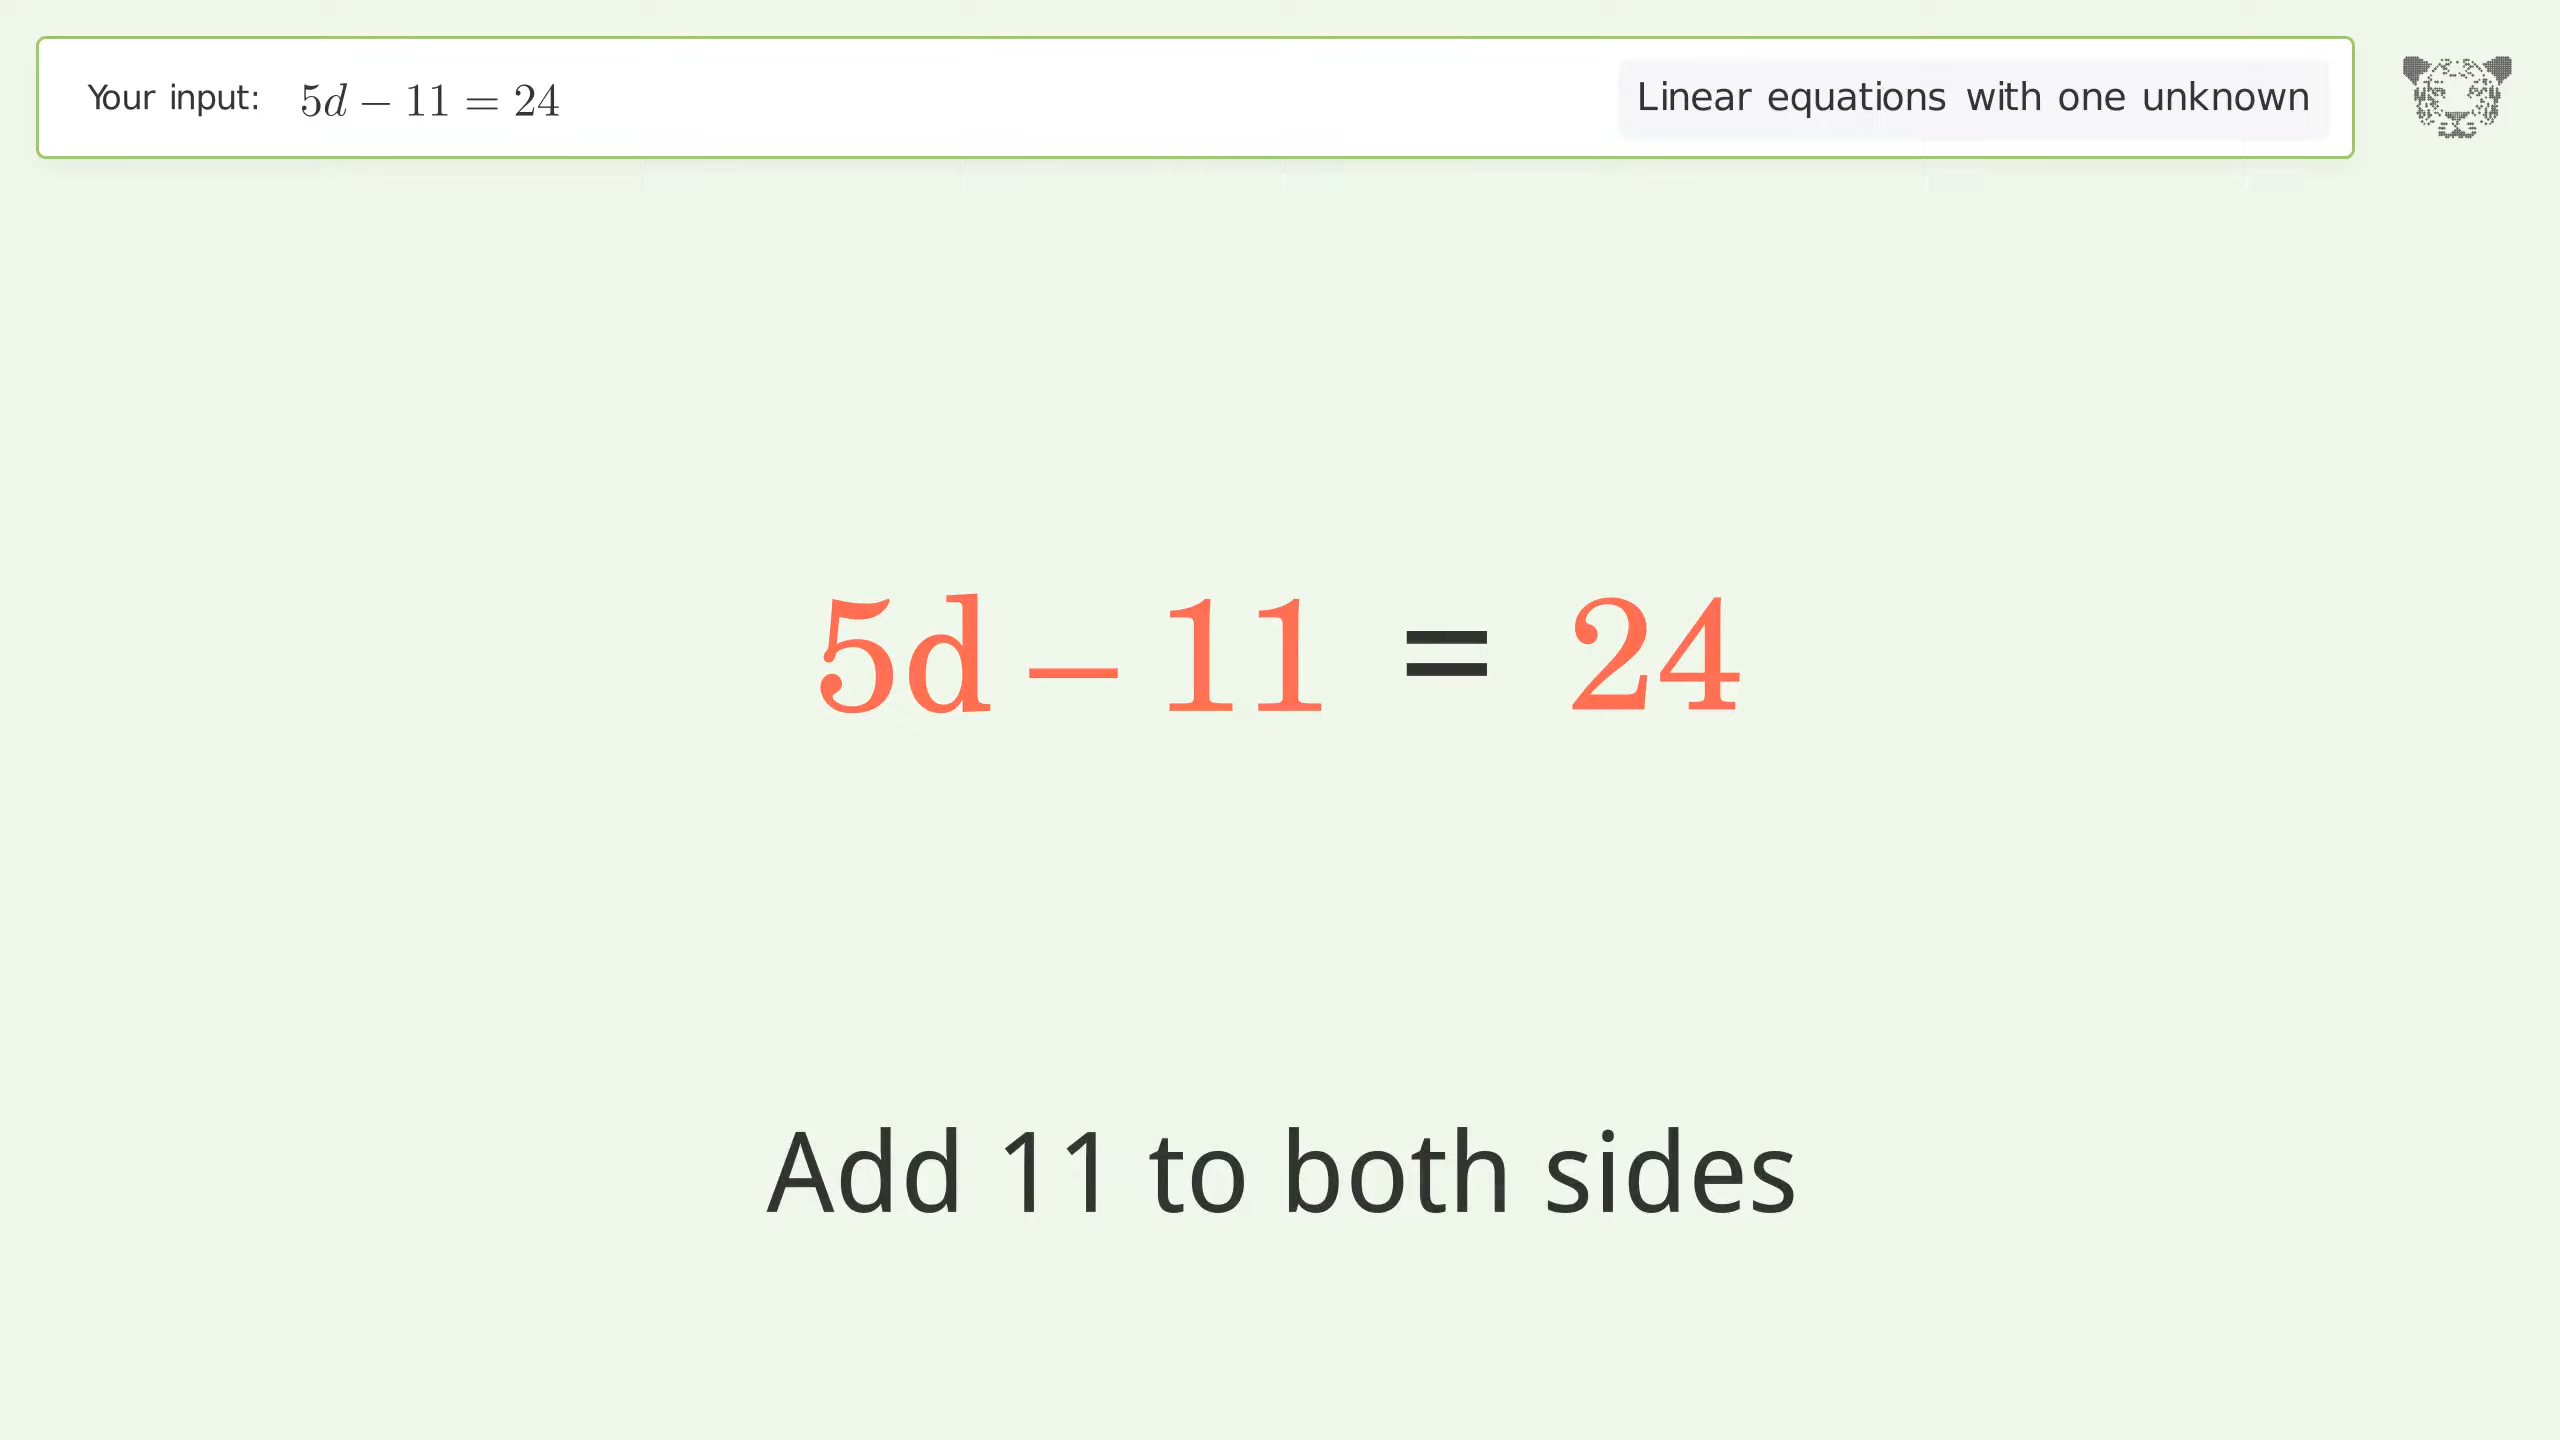 Your input: 5d − 11 = 24
Linear equations with one unknown
5d − 11 = 24
Add 11 to both sides